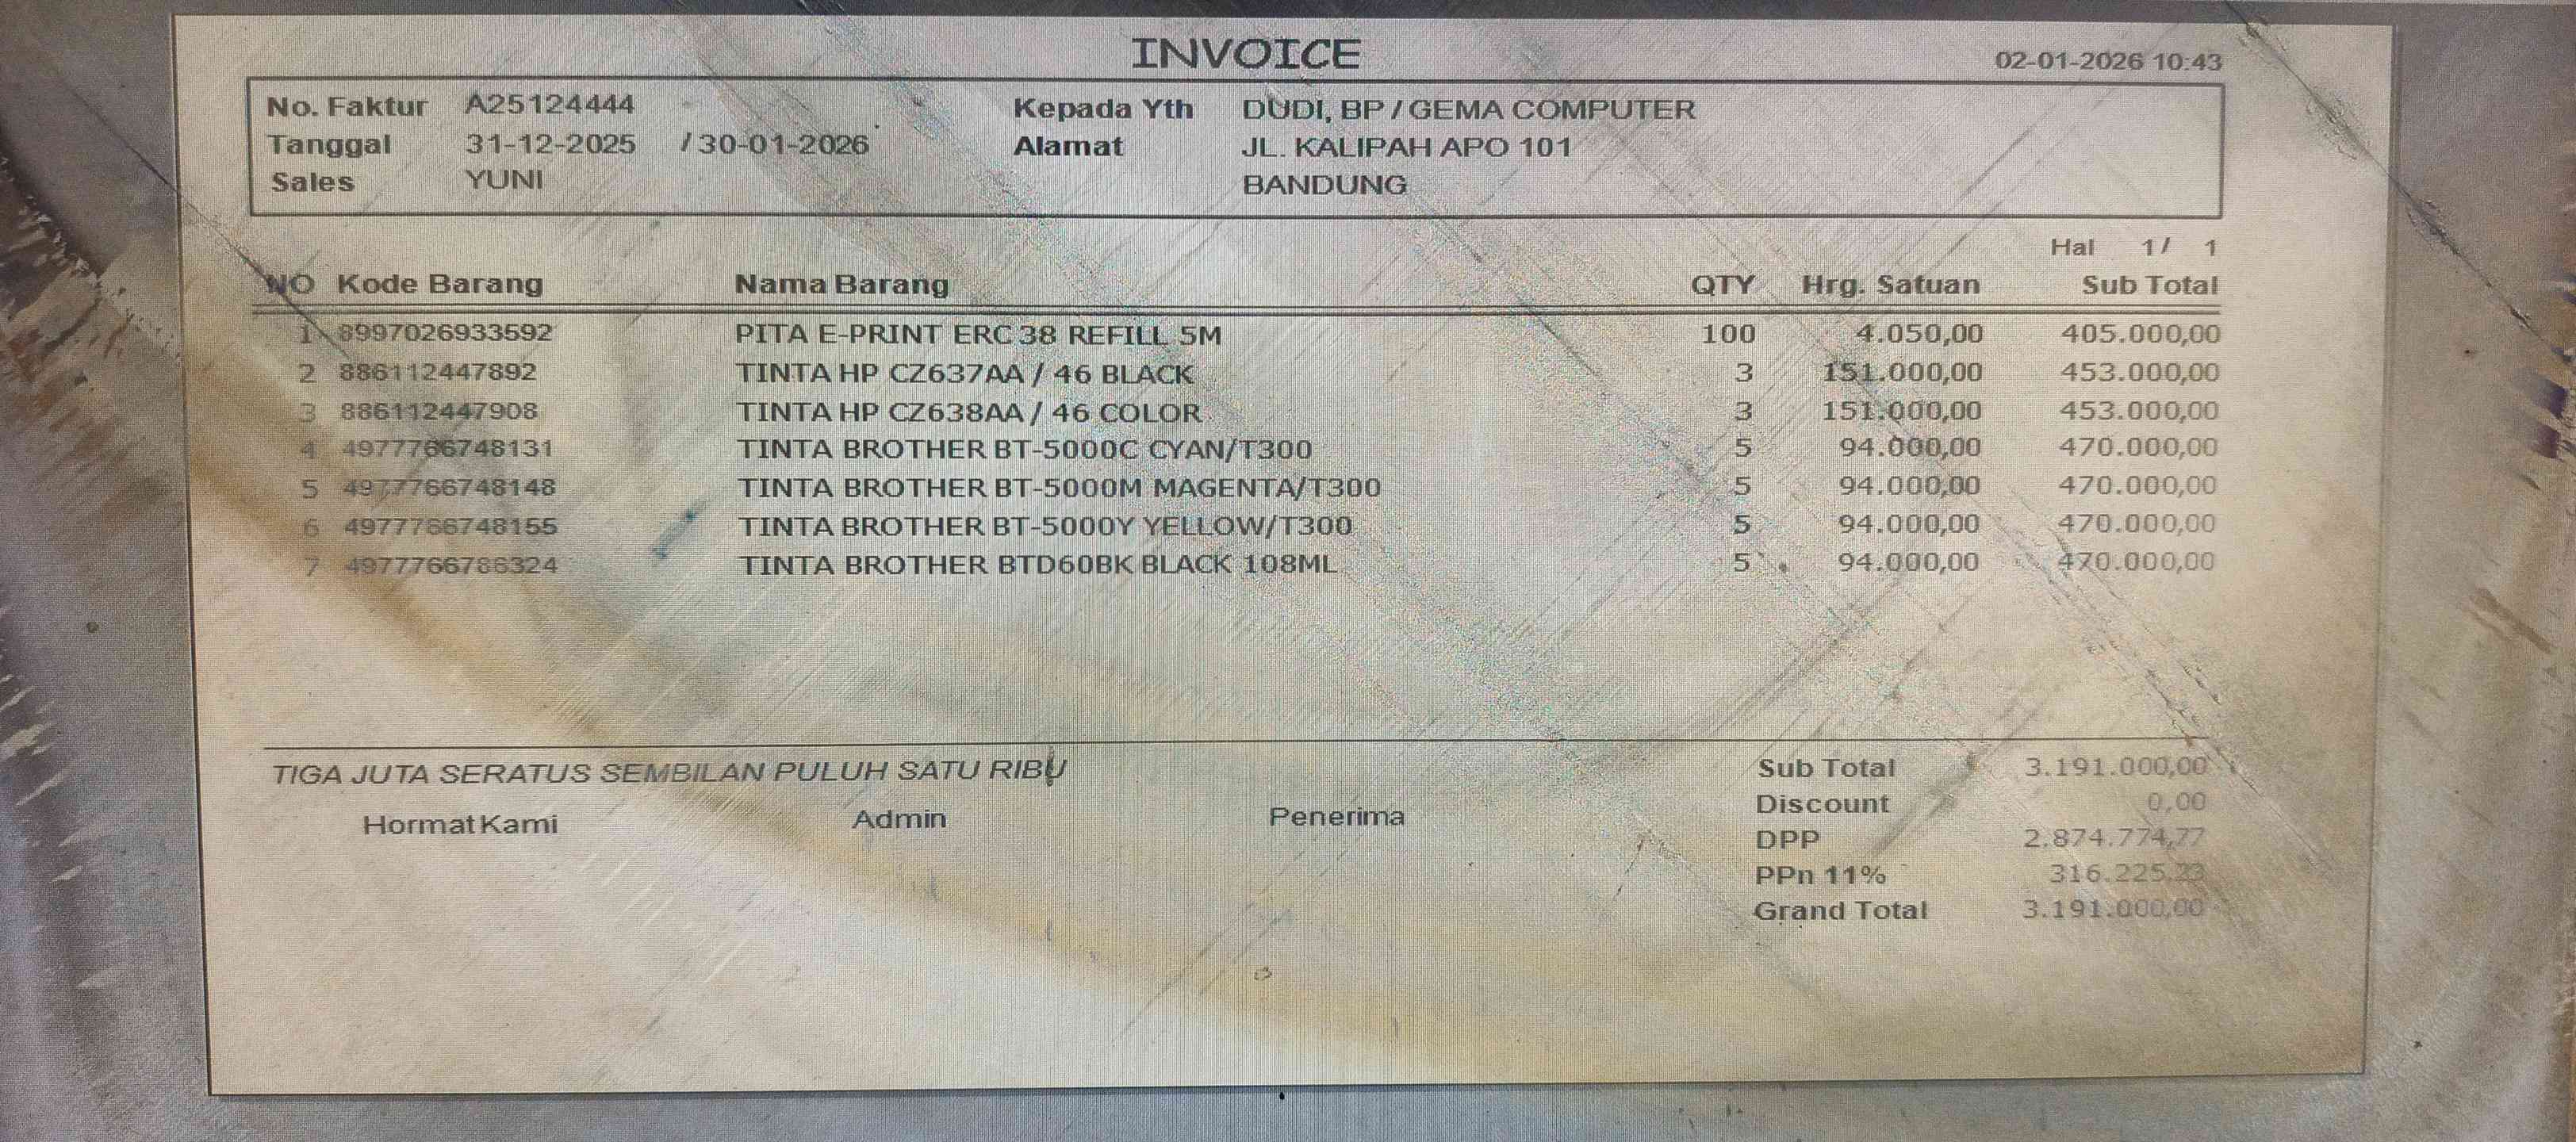 INVOICE
02-01-2026 10:43
No. Faktur A25124444 Kepada Yth DUDI, BP / GEMA COMPUTER
Tanggal 31-12-2025 / 30-01-2026 Alamat JL. KALIPAH APO 101
Sales YUNI BANDUNG
Hal 1 / 1
NO Kode Barang Nama Barang QTY Hrg. Satuan Sub Total
1 8997026933592 PITA E-PRINT ERC 38 REFILL 5M 100 4.050,00 405.000,00
2 886112447892 TINTA HP CZ637AA / 46 BLACK 3 151.000,00 453.000,00
3 886112447908 TINTA HP CZ638AA / 46 COLOR 3 151.000,00 453.000,00
4 4977766748131 TINTA BROTHER BT-5000C CYAN/T300 5 94.000,00 470.000,00
5 4977766748148 TINTA BROTHER BT-5000M MAGENTA/T300 5 94.000,00 470.000,00
6 4977766748155 TINTA BROTHER BT-5000Y YELLOW/T300 5 94.000,00 470.000,00
7 4977766786324 TINTA BROTHER BTD60BK BLACK 108ML 5 94.000,00 470.000,00
TIGA JUTA SERATUS SEMBILAN PULUH SATU RIBU
Hormat Kami Admin Penerima
Sub Total 3.191.000,00
Discount 0,00
DPP 2.874.774,77
PPn 11% 316.225,23
Grand Total 3.191.000,00